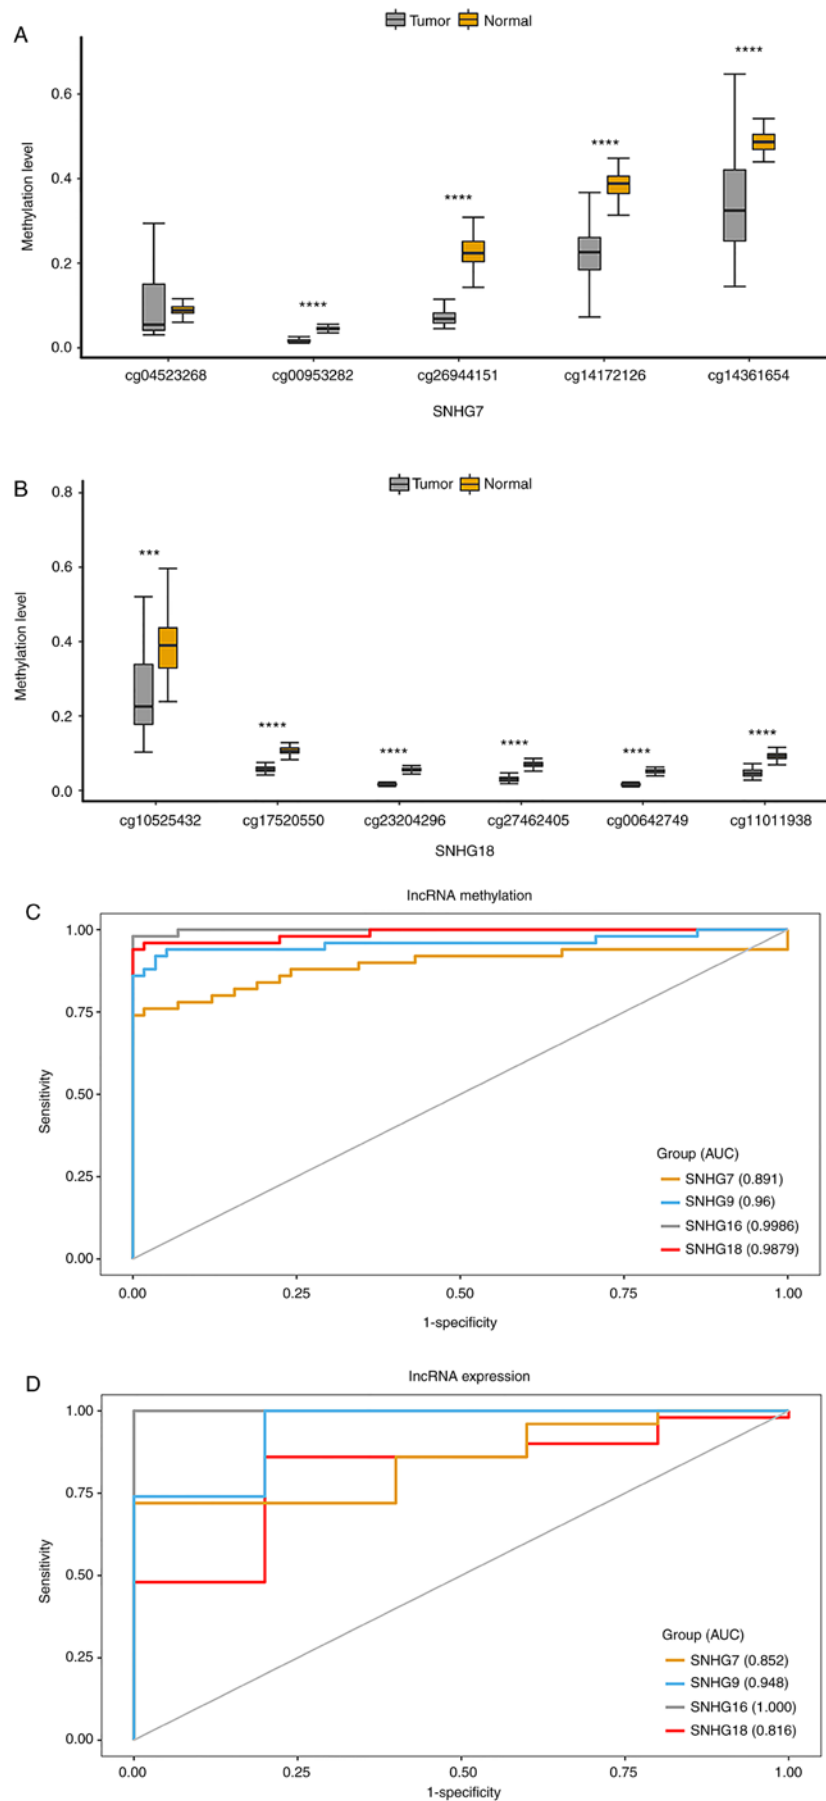 A
Tumor Normal
****
****
****
****
0.6
0.4
0.2
0.0
Methylation level
cg04523268 cg00953282 cg26944151 cg14172126 cg14361654
SNHG7
B
Tumor Normal
0.8
0.6
0.4
0.2
0.0
Methylation level
***
****
****
****
****
****
cg10525432 cg17520550 cg23204296 cg27462405 cg00642749 cg11011938
SNHG18
C
lncRNA methylation
1.00
0.75
0.50
0.25
0.00
Sensitivity
Group (AUC)
SNHG7 (0.891)
SNHG9 (0.96)
SNHG16 (0.9986)
SNHG18 (0.9879)
0.00 0.25 0.50 0.75 1.00
1-specificity
D
lncRNA expression
1.00
0.75
0.50
0.25
0.00
Sensitivity
Group (AUC)
SNHG7 (0.852)
SNHG9 (0.948)
SNHG16 (1.000)
SNHG18 (0.816)
0.00 0.25 0.50 0.75 1.00
1-specificity